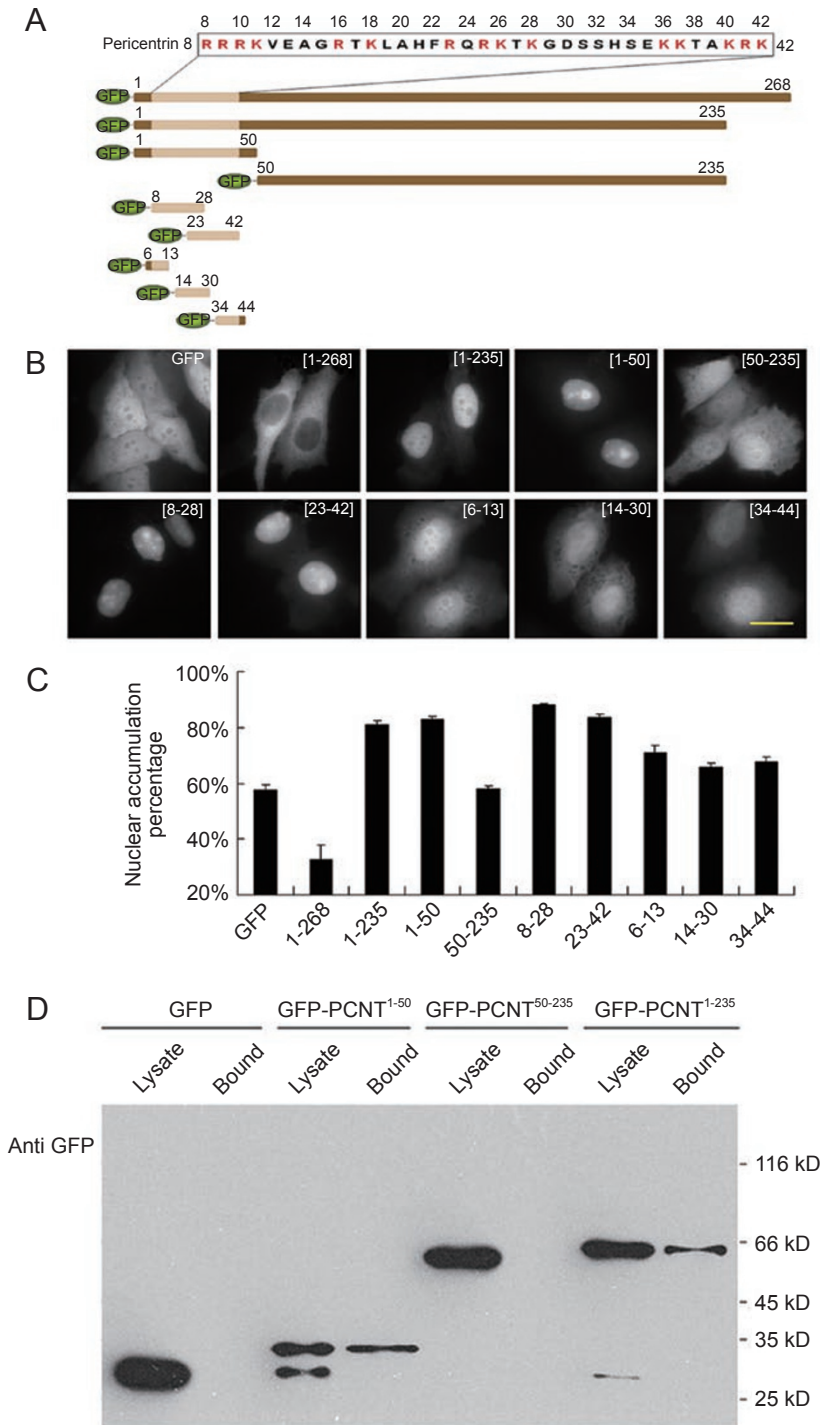 A
8 10 12 14 16 18 20 22 24 26 28 30 32 34 36 38 40 42
Pericentrin 8 RRRKVEAGRTKLAHFRQRKTKGDSSHSEKKTAKRK 42
GFP 1 268
GFP 1 235
GFP 1 50
GFP 50 235
GFP 8 28
GFP 23 42
GFP 6 13
GFP 14 30
GFP 34 44
B
GFP [1-268] [1-235] [1-50] [50-235]
[8-28] [23-42] [6-13] [14-30] [34-44]
C
Nuclear accumulation
percentage
100%
80%
60%
40%
20%
GFP 1-268 1-235 1-50 50-235 8-28 23-42 6-13 14-30 34-44
D
GFP GFP-PCNT1-50 GFP-PCNT50-235 GFP-PCNT1-235
Lysate Bound Lysate Bound Lysate Bound Lysate Bound
Anti GFP
116 kD
66 kD
45 kD
35 kD
25 kD